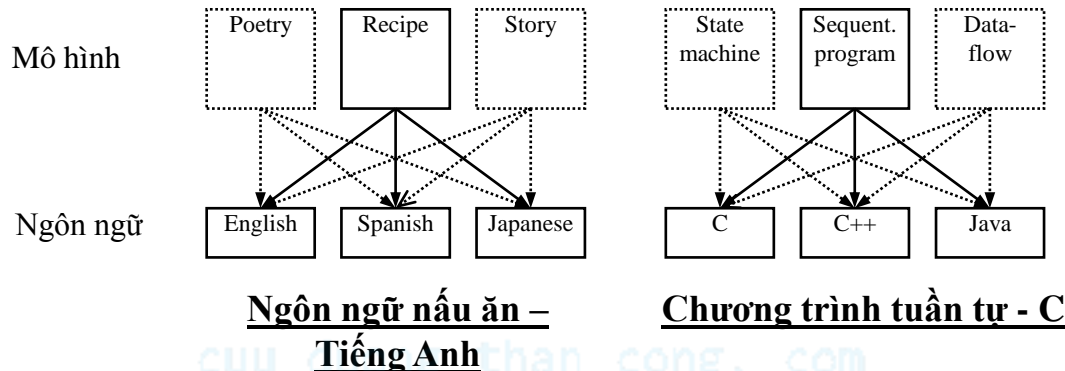 Mô hình
Poetry
Recipe
Story
State
machine
Sequent.
program
Data-
flow
Ngôn ngữ
English
Spanish
Japanese
C
C++
Java
Ngôn ngữ nấu ăn –
Tiếng Anh
Chương trình tuần tự - C
cuu duong than cong. com